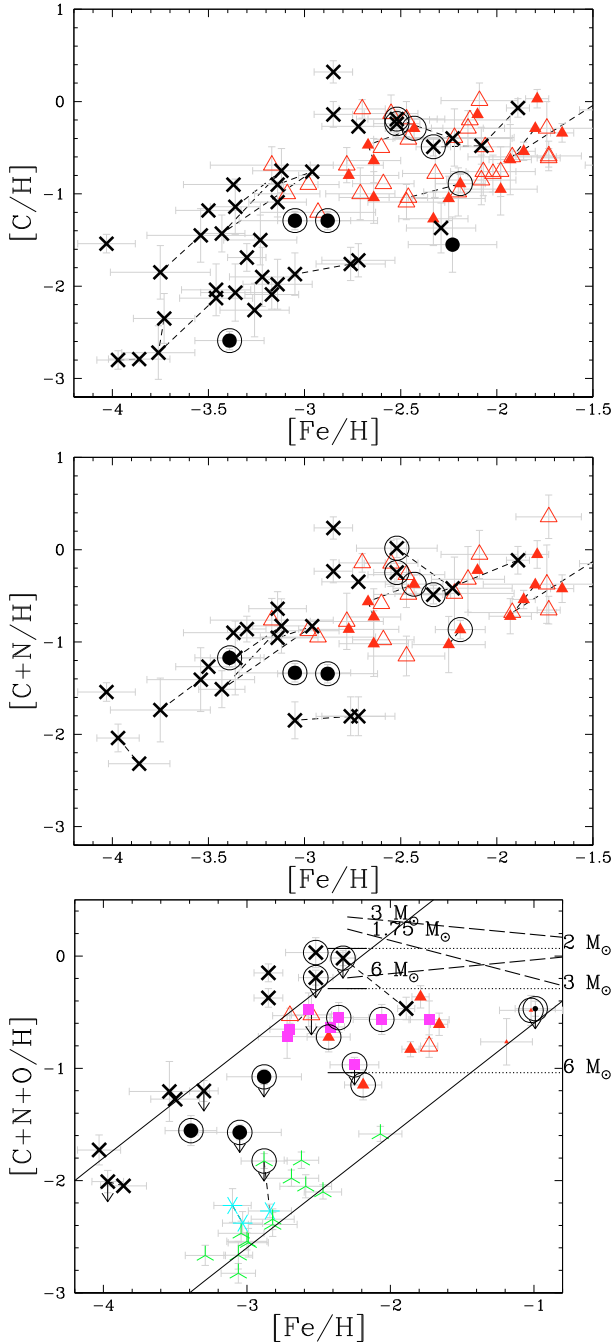 1
0
−1
−2
−3
[C/H]
−4 −3.5 −3 −2.5 −2 −1.5
[Fe/H]
1
0
−1
−2
−3
[C+N/H]
−4 −3.5 −3 −2.5 −2 −1.5
[Fe/H]
3 M⊙
1.75 M⊙
2 M⊙
6 M⊙
3 M⊙
6 M⊙
0
−1
−2
−3
[C+N+O/H]
−4 −3 −2 −1
[Fe/H]